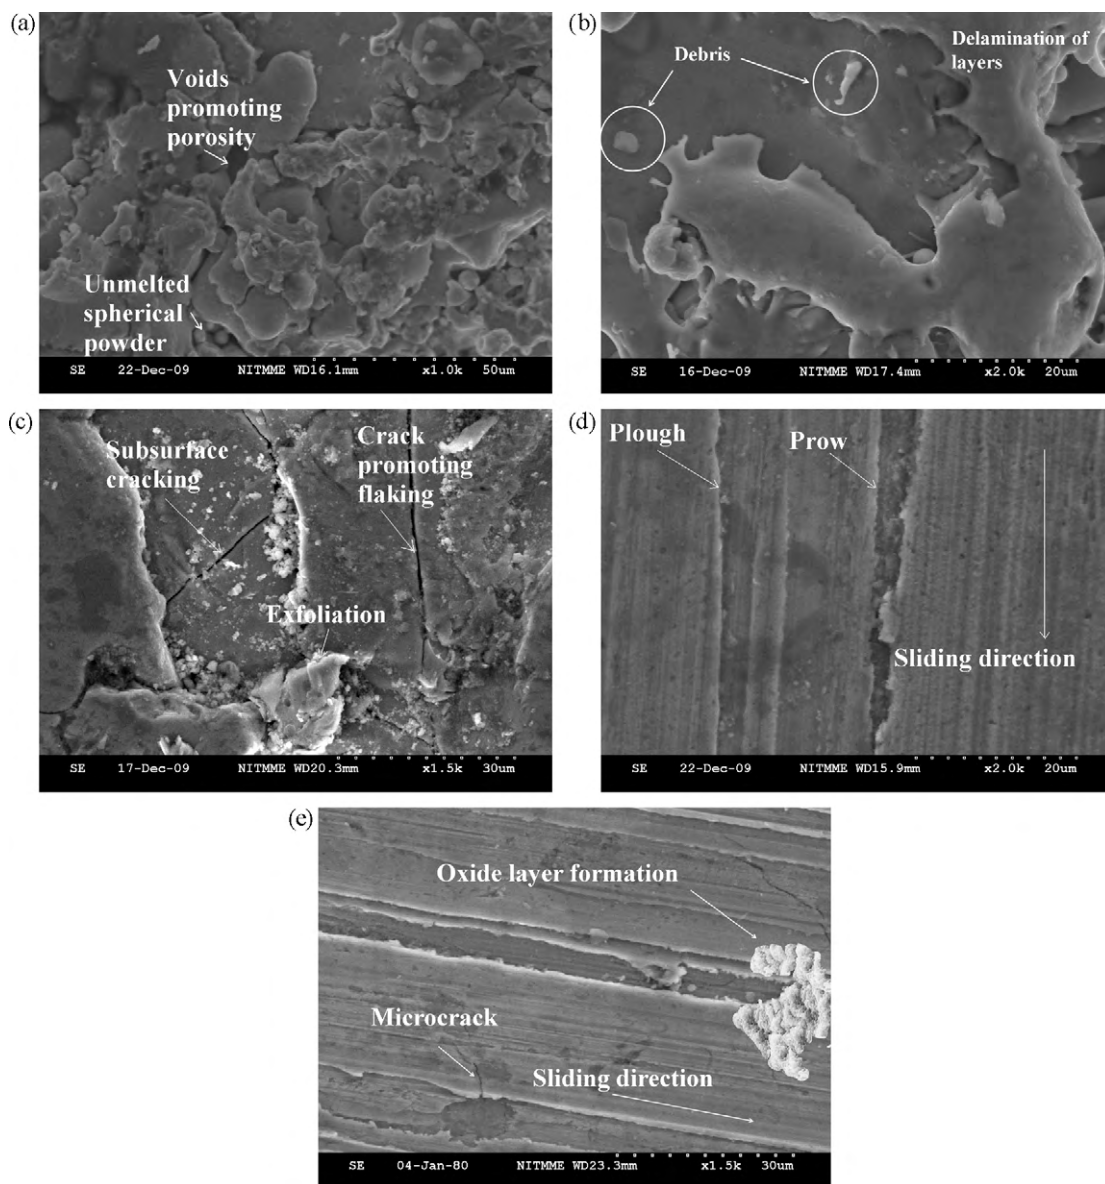 (a)
Voids
promoting
porosity
Unmelted
spherical
powder
SE 22-Dec-09 NITMME WD16.1mm x1.0k 50um
(b)
Debris
Delamination of
layers
SE 16-Dec-09 NITMME WD17.4mm x2.0k 20um
(c)
Subsurface
cracking
Crack
promoting
flaking
Exfoliation
SE 17-Dec-09 NITMME WD20.3mm x1.5k 30um
(d)
Plough
Prow
Sliding direction
SE 22-Dec-09 NITMME WD15.9mm x2.0k 20um
(e)
Oxide layer formation
Microcrack
Sliding direction
SE 04-Jan-80 NITMME WD23.3mm x1.5k 30um